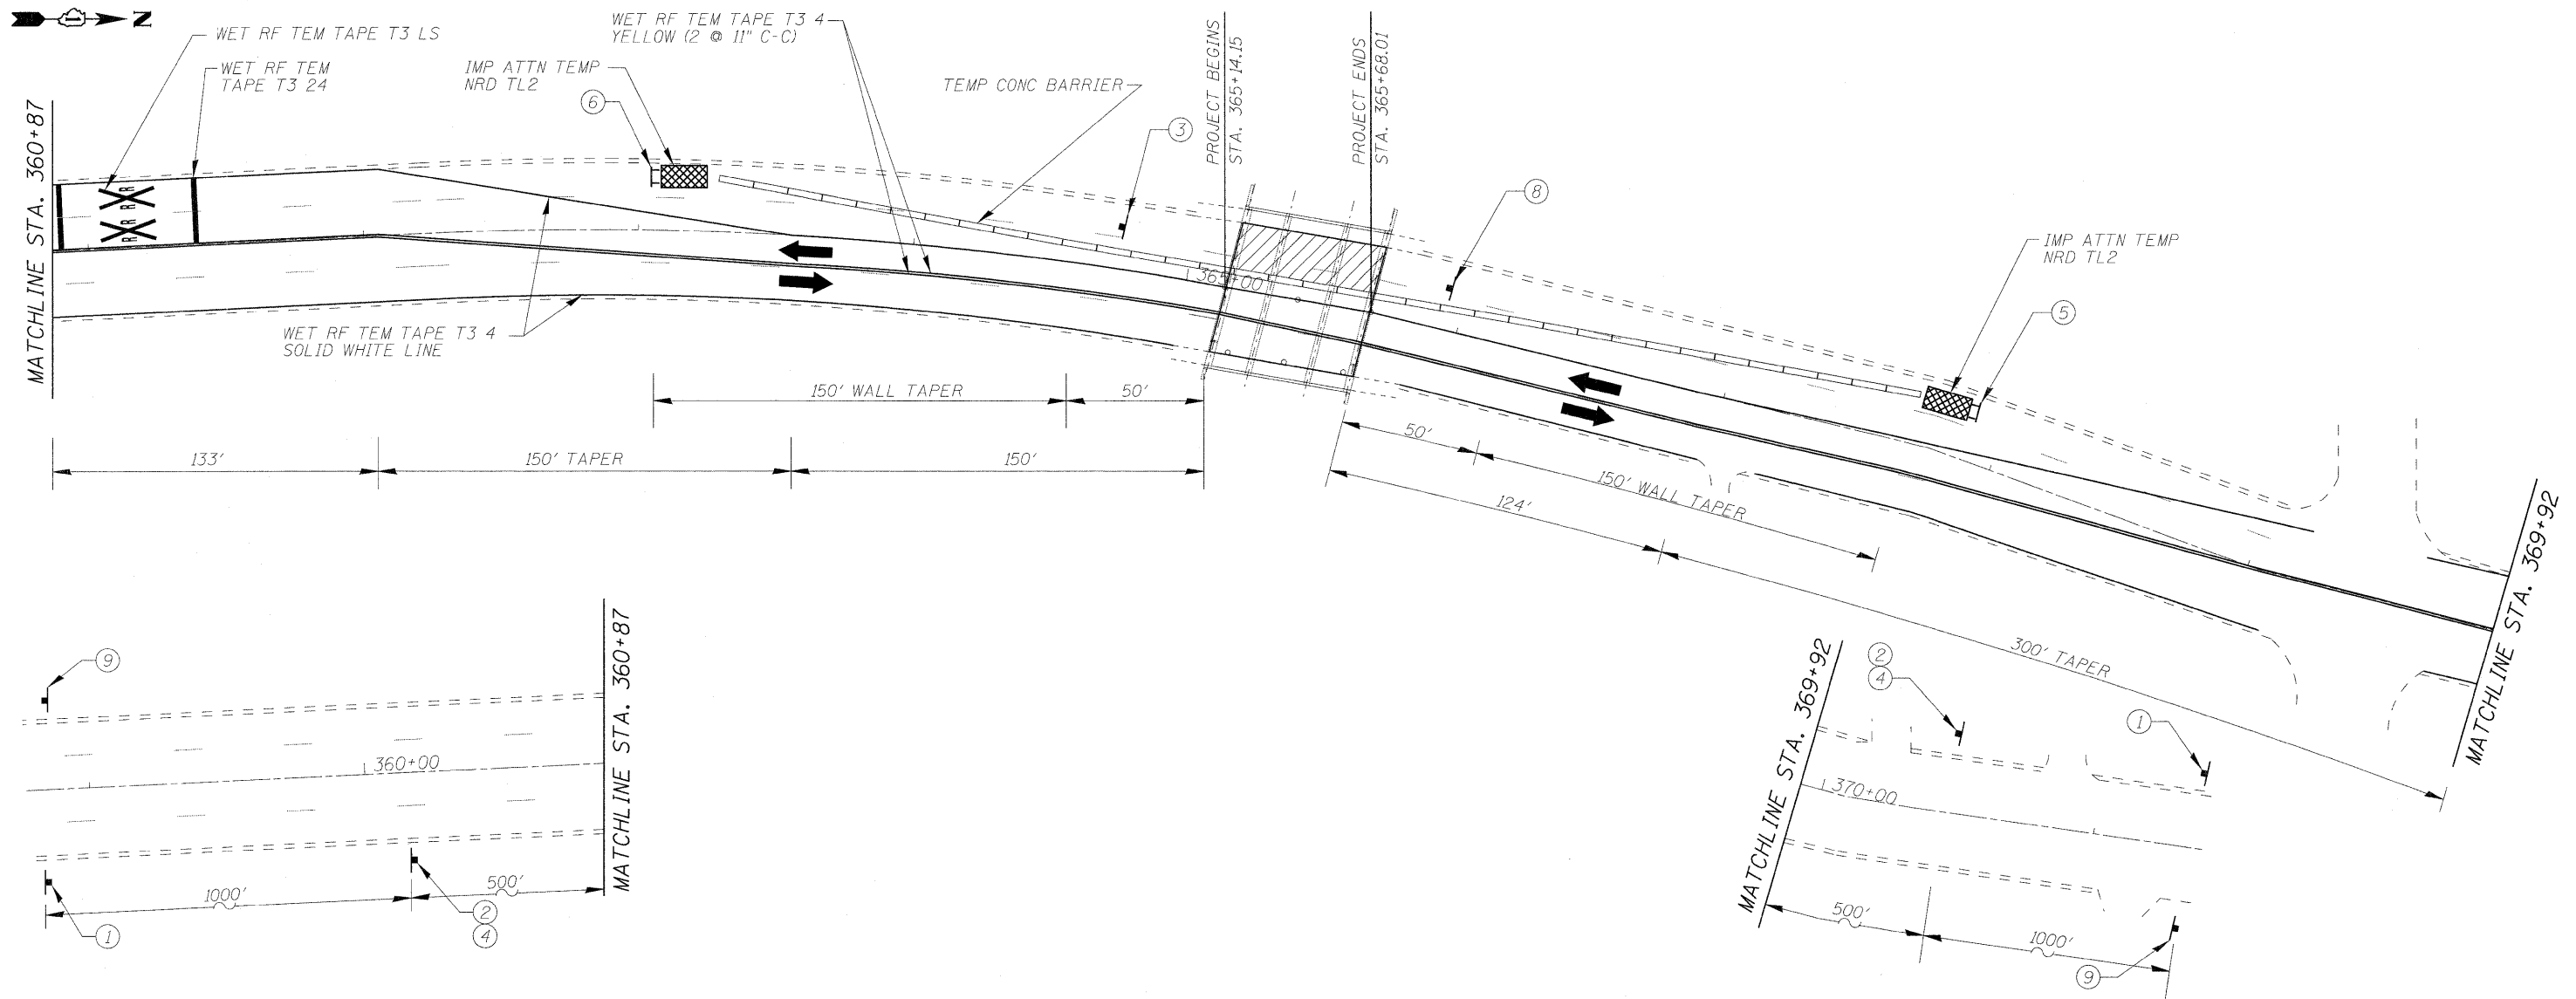 N
WET RF TEM TAPE T3 LS
WET RF TEM
TAPE T3 24
IMP ATTN TEMP
NRD TL2
6
WET RF TEM TAPE T3 4
YELLOW (2 @ 11" C-C)
TEMP CONC BARRIER
3
PROJECT BEGINS
STA. 365+14.15
PROJECT ENDS
STA. 365+68.01
8
IMP ATTN TEMP
NRD TL2
5
MATCHLINE STA. 360+87
R R
R R
365+00
WET RF TEM TAPE T3 4
SOLID WHITE LINE
150' WALL TAPER
50'
133'
150' TAPER
150'
50'
150' WALL TAPER
124'
300' TAPER
MATCHLINE STA. 369+92
9
360+00
MATCHLINE STA. 360+87
1000'
500'
1
2
4
MATCHLINE STA. 369+92
2
4
1
370+00
500'
1000'
9